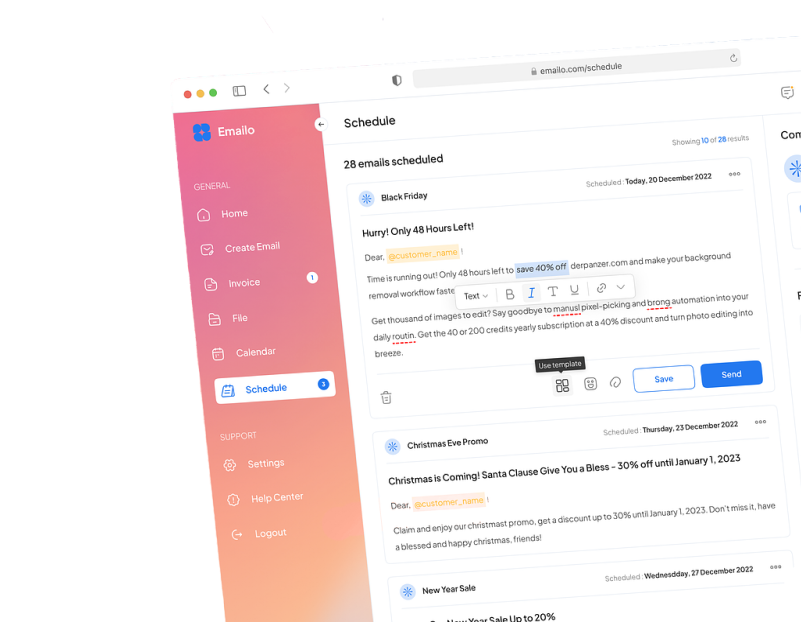 emailo.com/schedule
Emailo
Schedule
GENERAL
Home
Create Email
Invoice
1
File
Calendar
Schedule
3
SUPPORT
Settings
Help Center
Logout
28 emails scheduled
Showing 10 of 28 results
Black Friday
Scheduled : Today, 20 December 2022
Hurry! Only 48 Hours Left!
Dear, @customer_name !
Time is running out! Only 48 hours left to save 40% off derpanzer.com and make your background
removal workflow faste
Text
B I T U
Get thousand of images to edit? Say goodbye to manusl pixel-picking and brong automation into your
daily routin. Get the 40 or 200 credits yearly subscription at a 40% discount and turn photo editing into
breeze.
Use template
Save
Send
Christmas Eve Promo
Scheduled : Thursday, 23 December 2022
Christmas is Coming! Santa Clause Give You a Bless - 30% off until January 1, 2023
Dear, @customer_name !
Claim and enjoy our christmast promo, get a discount up to 30% until January 1, 2023. Don't miss it, have
a blessed and happy christmas, friends!
New Year Sale
Scheduled : Wednesdday, 27 December 2022
New Year Sale Up to 20%
Con